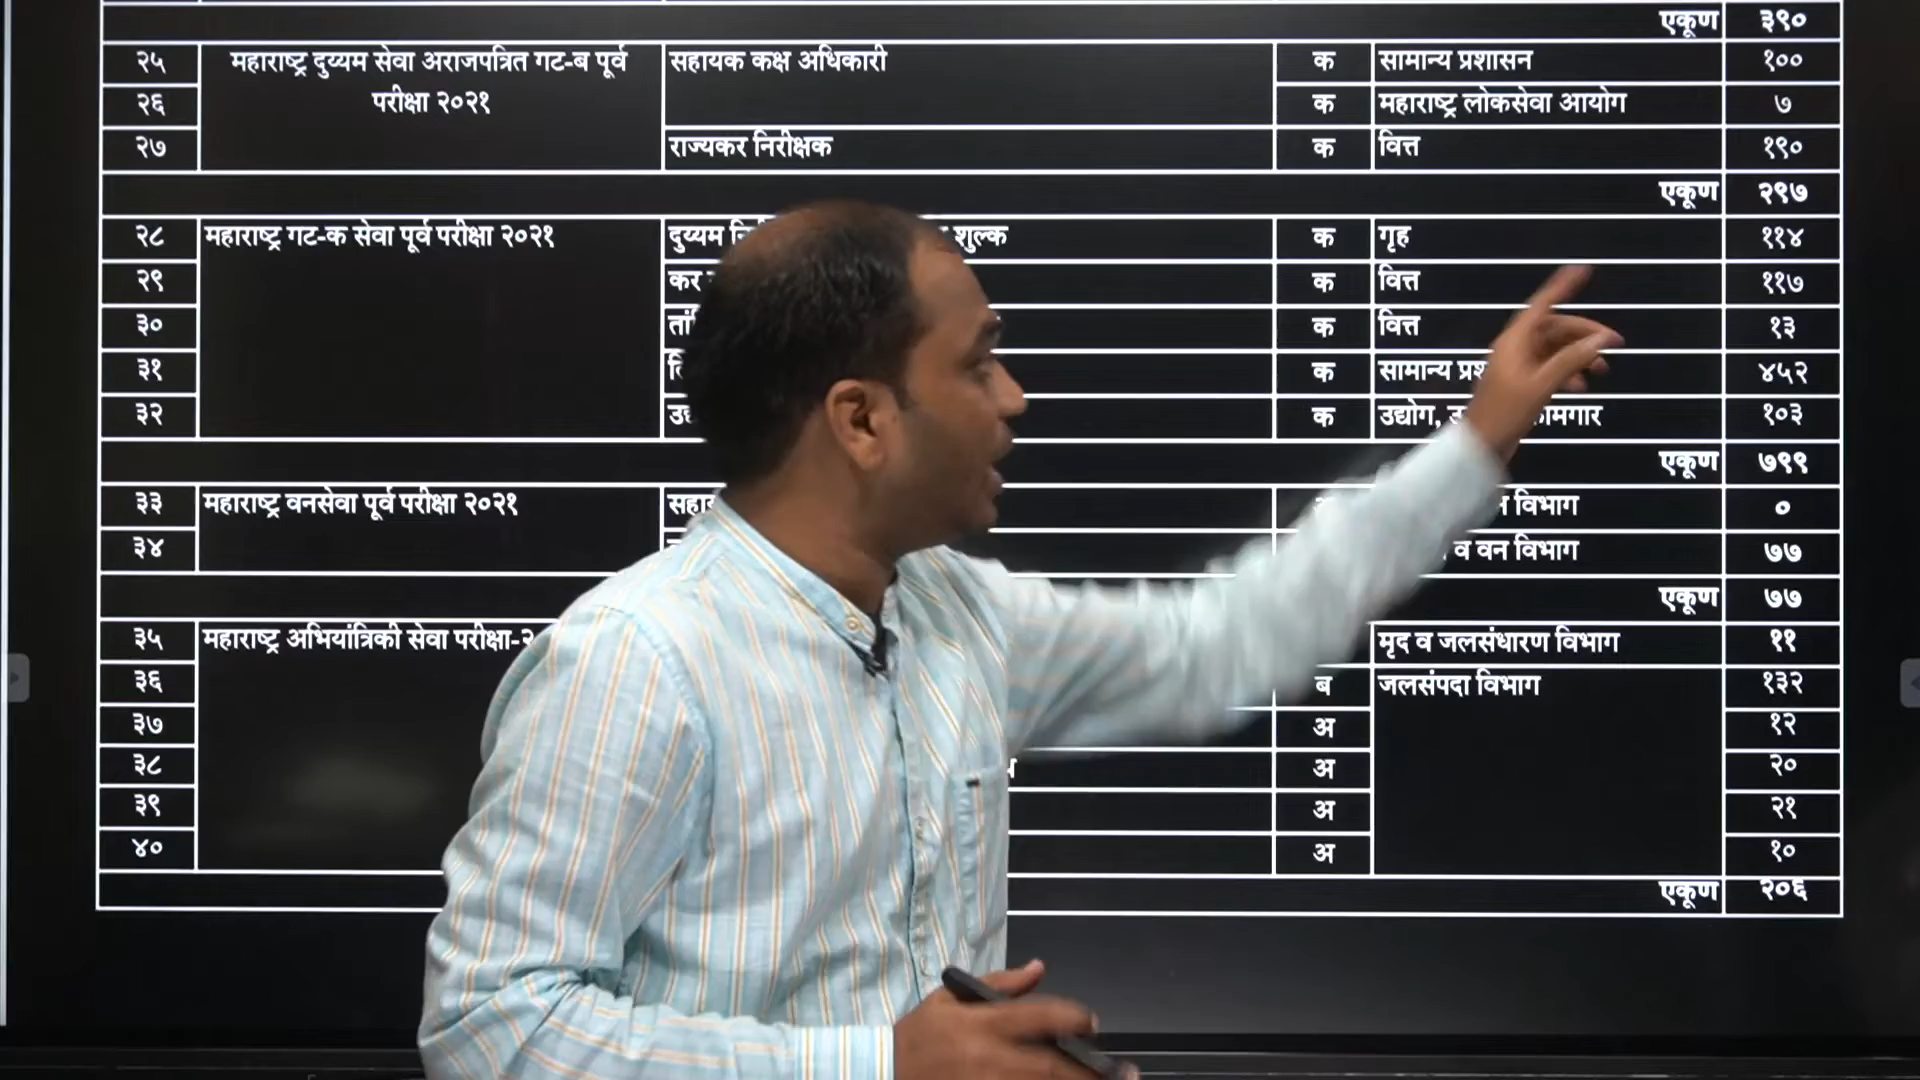 एकूण ३९०
२५ महाराष्ट्र दुय्यम सेवा अराजपत्रित गट-ब पूर्व सहायक कक्ष अधिकारी क सामान्य प्रशासन १००
२६ परीक्षा २०२१ क महाराष्ट्र लोकसेवा आयोग ७
२७ राज्यकर निरीक्षक क वित्त १९०
एकूण २९७
२८ महाराष्ट्र गट-क सेवा पूर्व परीक्षा २०२१ दुय्यम शुल्क क गृह ११४
२९ कर क वित्त ११७
३० क वित्त १३
३१ क सामान्य ४५२
३२ क उद्योग, १०३
एकूण ७९९
३३ महाराष्ट्र वनसेवा पूर्व परीक्षा २०२१ विभाग ०
३४ व वन विभाग ७७
एकूण ७७
३५ महाराष्ट्र अभियांत्रिकी सेवा परीक्षा-२ मृद व जलसंधारण विभाग ११
३६ ब जलसंपदा विभाग १३२
३७ अ १२
३८ अ २०
३९ अ २१
४० अ १०
एकूण २०६